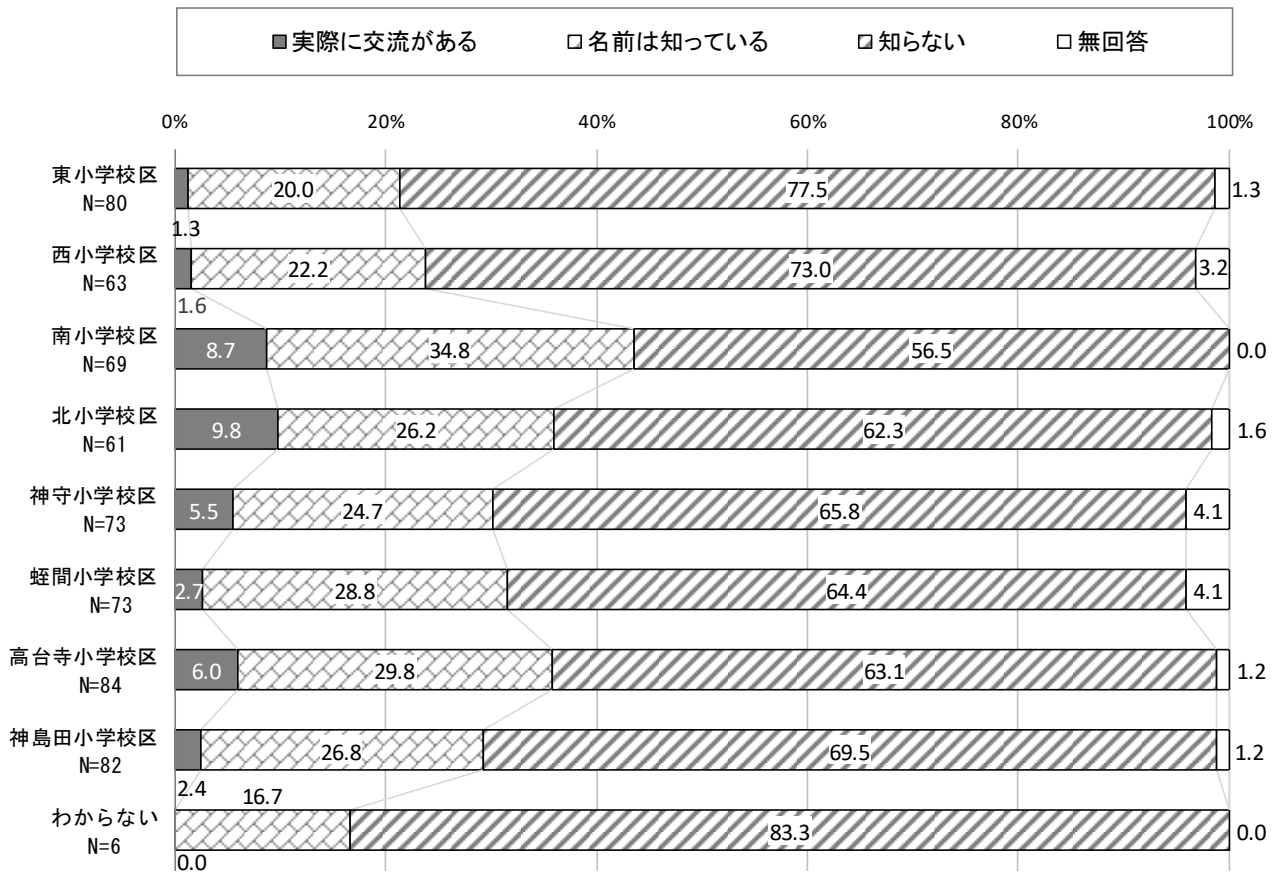 実際に交流がある 名前は知っている 知らない 無回答
0% 20% 40% 60% 80% 100%
東小学校区
N=80
20.0 77.5 1.3
1.3
西小学校区
N=63
22.2 73.0 3.2
1.6
南小学校区
N=69
8.7 34.8 56.5 0.0
北小学校区
N=61
9.8 26.2 62.3 1.6
神守小学校区
N=73
5.5 24.7 65.8 4.1
蛭間小学校区
N=73
2.7 28.8 64.4 4.1
高台寺小学校区
N=84
6.0 29.8 63.1 1.2
神島田小学校区
N=82
26.8 69.5 1.2
2.4 16.7
わからない
N=6
83.3 0.0
0.0